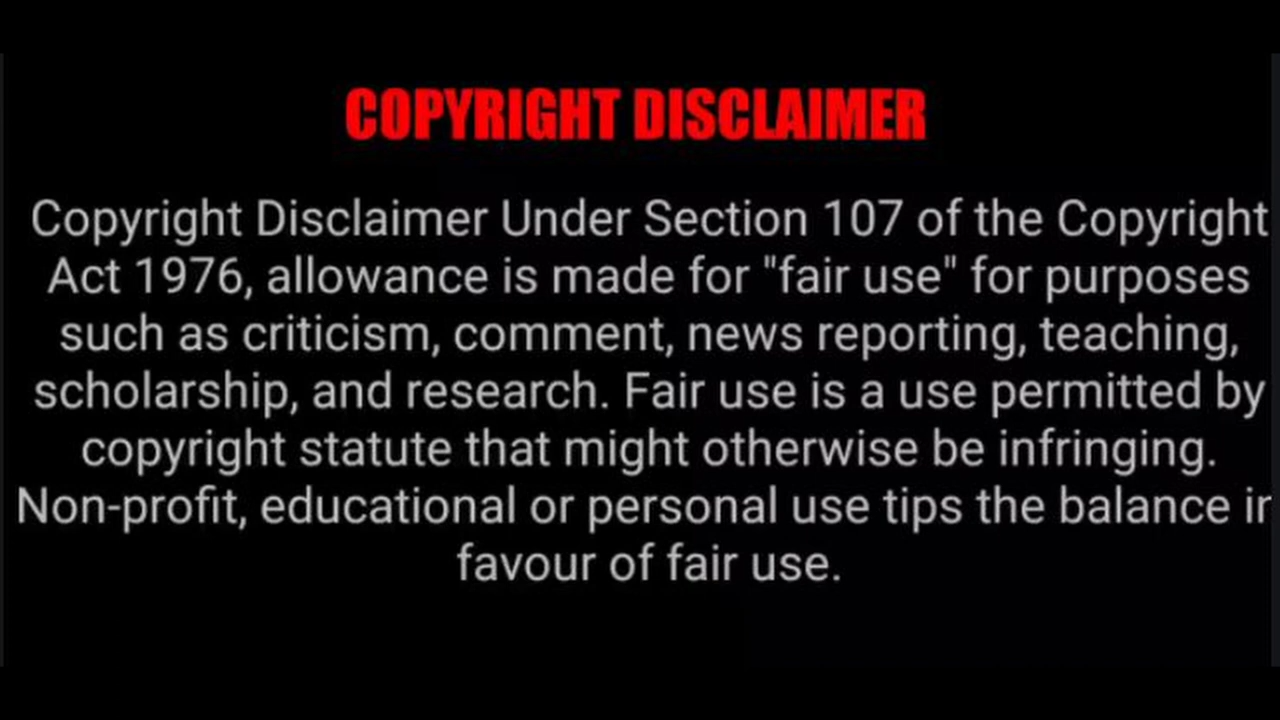 COPYRIGHT DISCLAIMER
Copyright Disclaimer Under Section 107 of the Copyright
Act 1976, allowance is made for "fair use" for purposes
such as criticism, comment, news reporting, teaching,
scholarship, and research. Fair use is a use permitted by
copyright statute that might otherwise be infringing.
Non-profit, educational or personal use tips the balance in
favour of fair use.